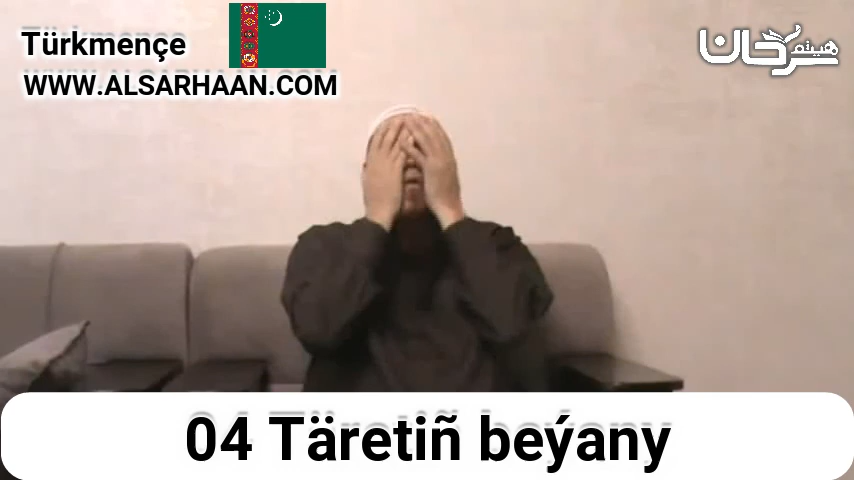 Türkmençe
WWW.ALSARHAAN.COM
هيثم
سرحان
04 Täretiñ beýany